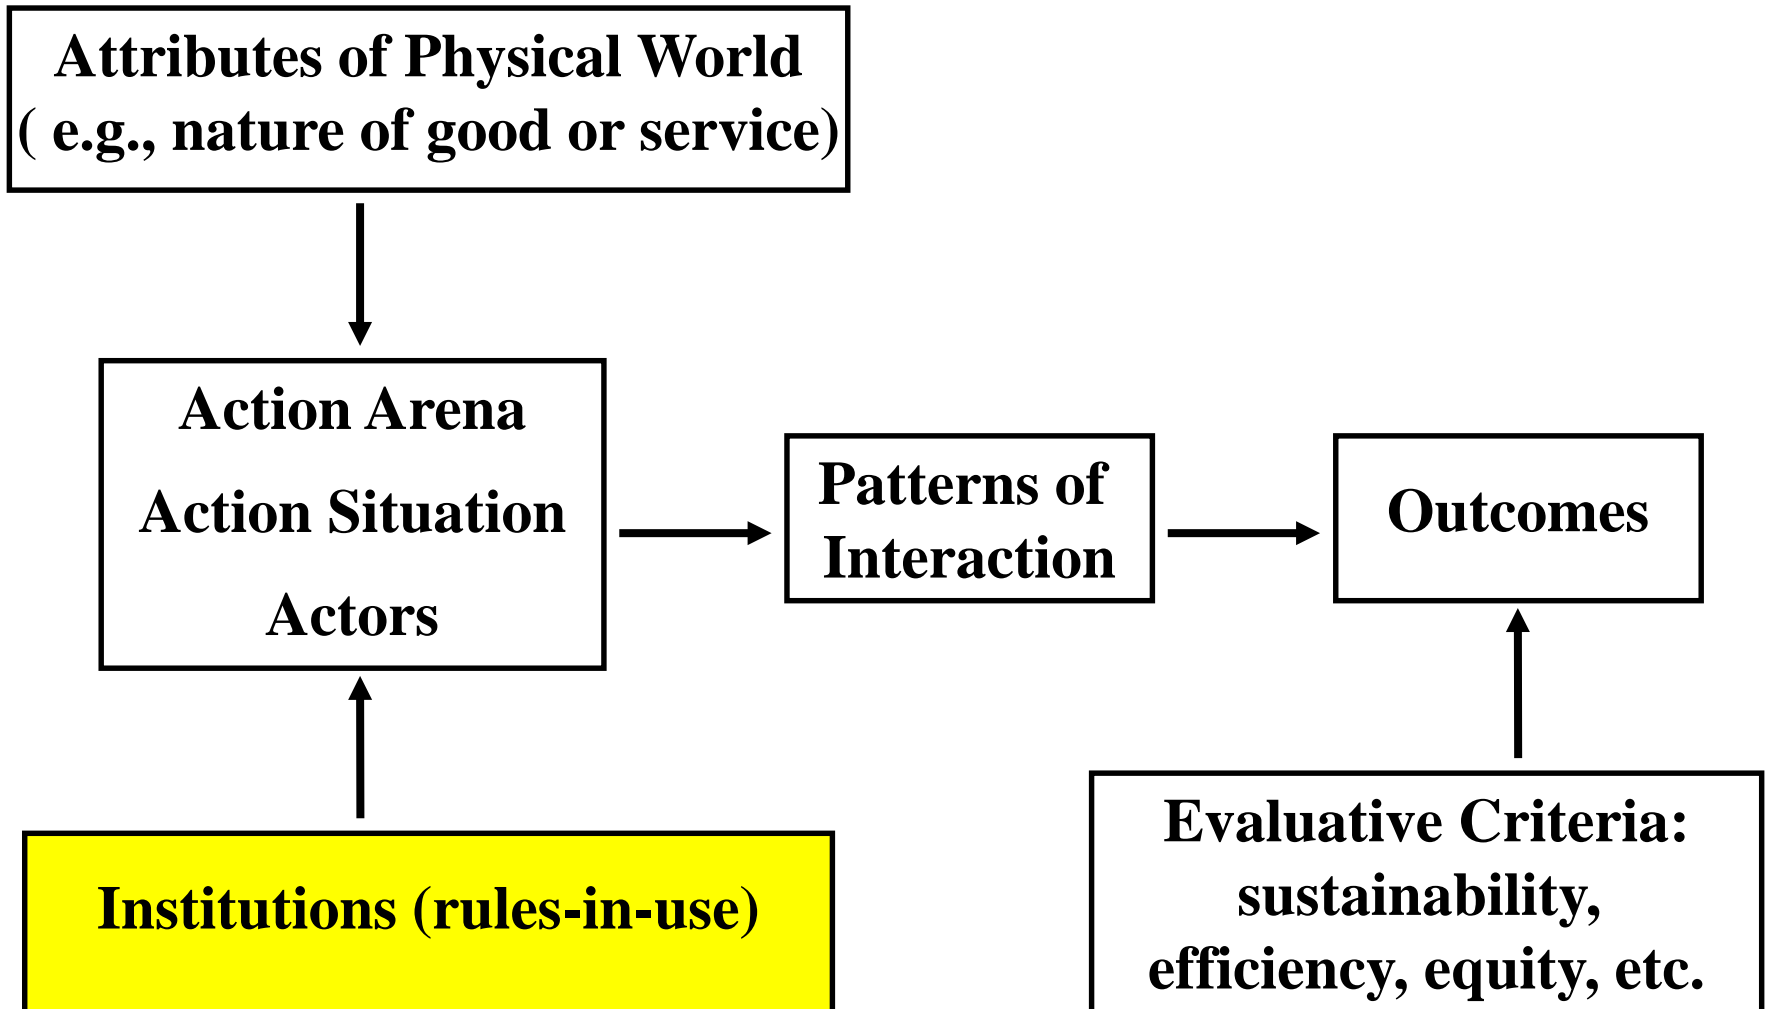 Attributes of Physical World
( e.g., nature of good or service)
Action Arena
Action Situation
Actors
Patterns of
Interaction
Outcomes
Institutions (rules-in-use)
Evaluative Criteria:
sustainability,
efficiency, equity, etc.